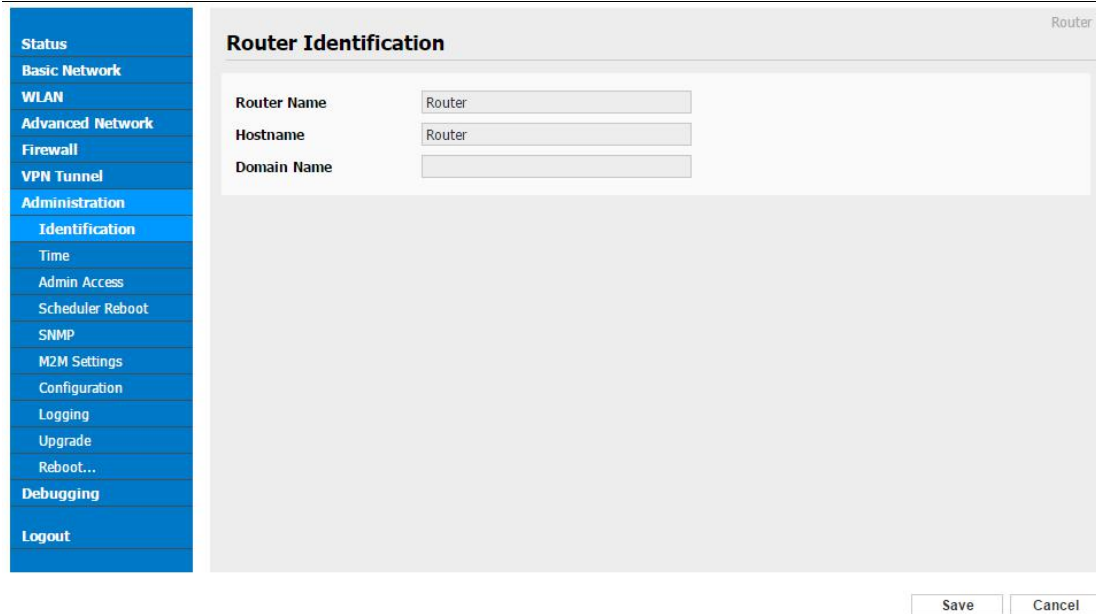 Router
Status
Basic Network
WLAN
Advanced Network
Firewall
VPN Tunnel
Administration
Identification
Time
Admin Access
Scheduler Reboot
SNMP
M2M Settings
Configuration
Logging
Upgrade
Reboot...
Debugging
Logout
Router Identification
Router Name Router
Hostname Router
Domain Name
Save Cancel